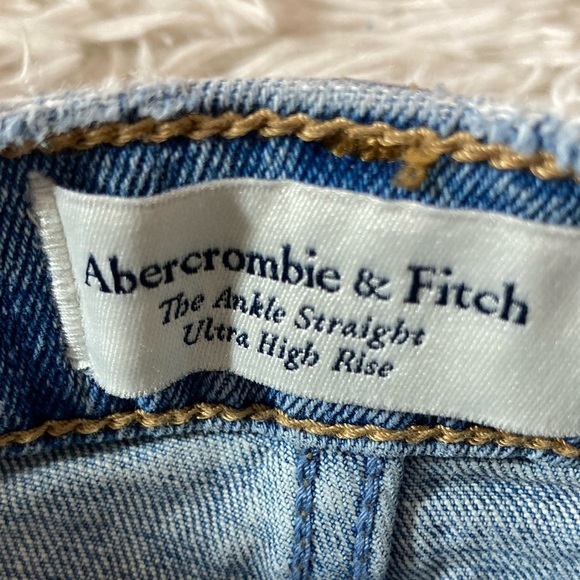 Abercrombie & Fitch
The Ankle Straight
Ultra High Rise